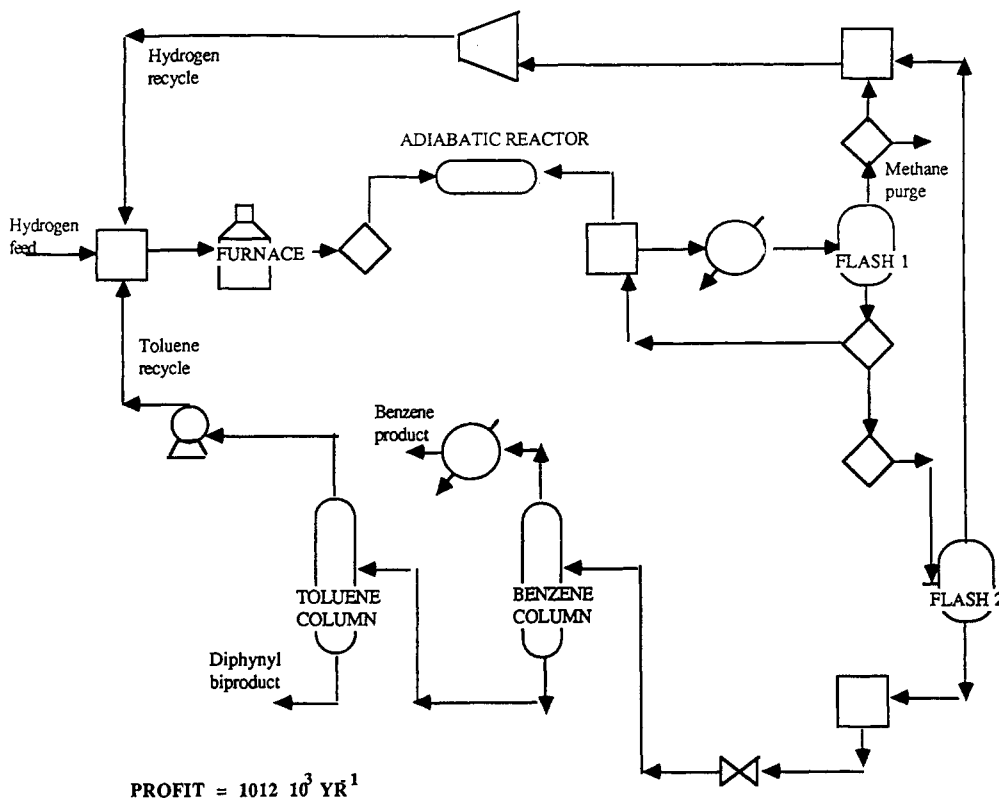 Hydrogen
recycle
ADIABATIC REACTOR
Methane
purge
Hydrogen
feed
FURNACE
FLASH 1
Toluene
recycle
Benzene
product
TOLUENE
COLUMN
BENZENE
COLUMN
FLASH 2
Diphynyl
biproduct
PROFIT = 1012 10³ YR⁻¹